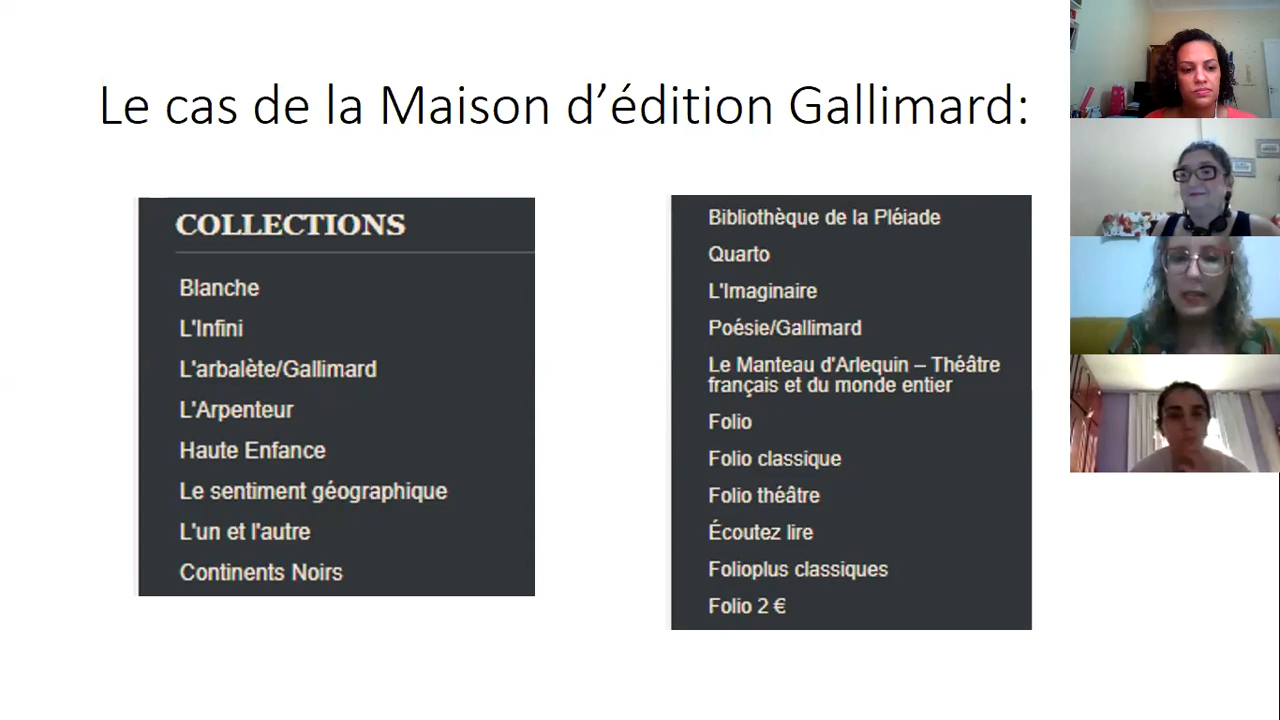 Le cas de la Maison d’édition Gallimard:
COLLECTIONS
Blanche
L'Infini
L'arbalète/Gallimard
L'Arpenteur
Haute Enfance
Le sentiment géographique
L'un et l'autre
Continents Noirs
Bibliothèque de la Pléiade
Quarto
L'Imaginaire
Poésie/Gallimard
Le Manteau d'Arlequin – Théâtre
français et du monde entier
Folio
Folio classique
Folio théâtre
Écoutez lire
Folioplus classiques
Folio 2 €